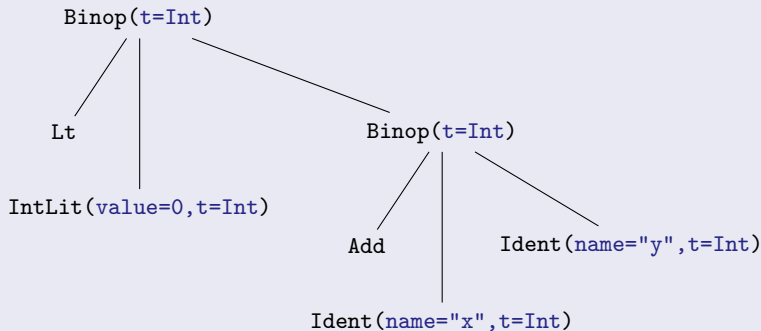 Binop(t=Int)
Lt
Binop(t=Int)
IntLit(value=0,t=Int)
Add
Ident(name="y",t=Int)
Ident(name="x",t=Int)